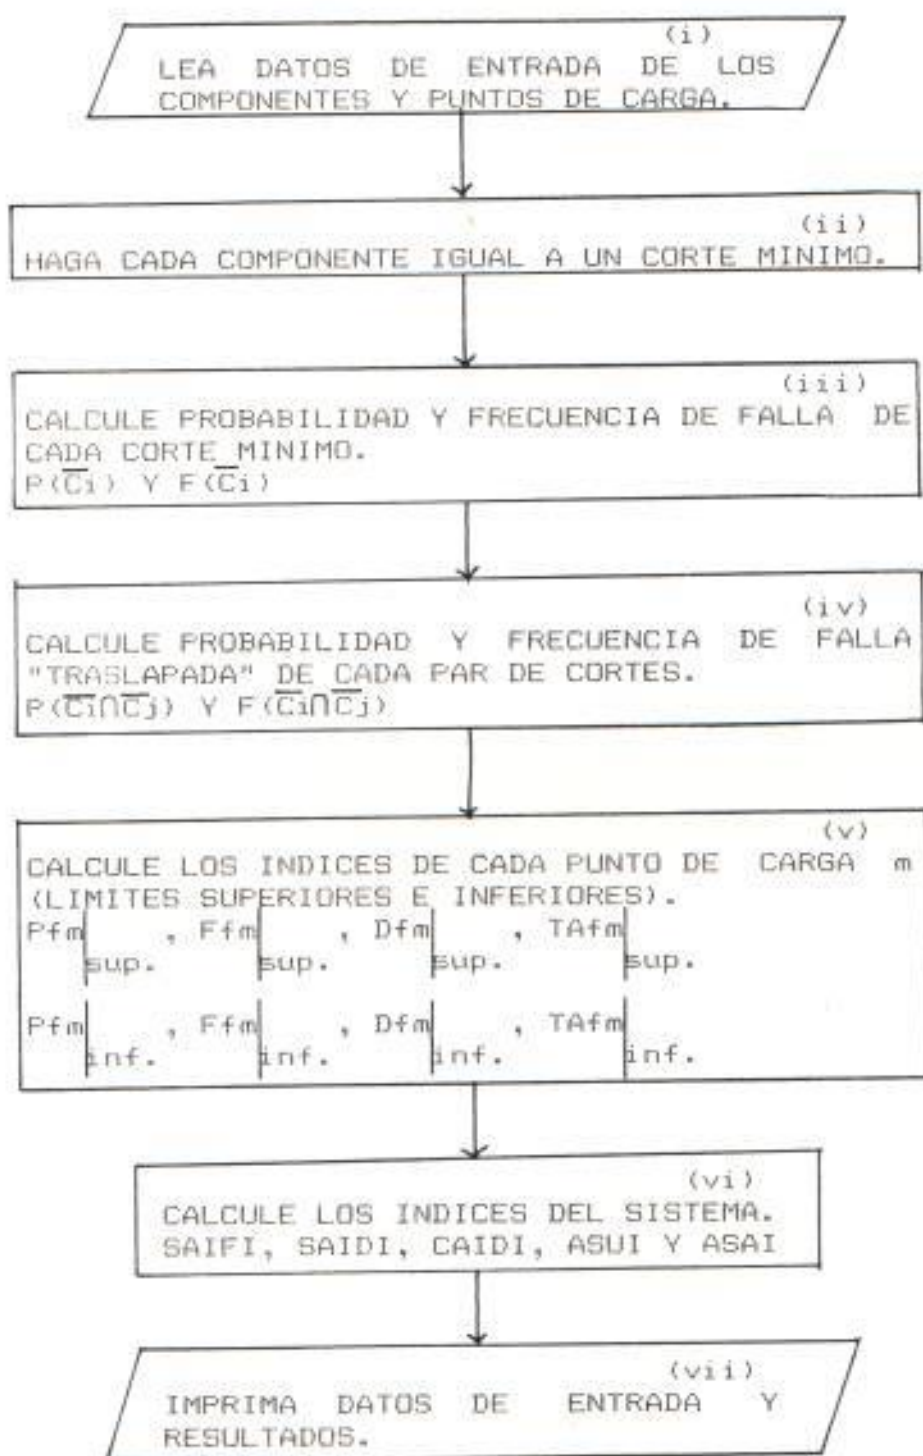 (i)
LEA DATOS DE ENTRADA DE LOS
COMPONENTES Y PUNTOS DE CARGA.
(ii)
HAGA CADA COMPONENTE IGUAL A UN CORTE MINIMO.
(iii)
CALCULE PROBABILIDAD Y FRECUENCIA DE FALLA DE
CADA CORTE MINIMO.
P(C̅i) Y F(C̅i)
(iv)
CALCULE PROBABILIDAD Y FRECUENCIA DE FALLA
"TRASLAPADA" DE CADA PAR DE CORTES.
P(C̅i∩C̅j) Y F(C̅i∩C̅j)
(v)
CALCULE LOS INDICES DE CADA PUNTO DE CARGA m
(LIMITES SUPERIORES E INFERIORES).
Pfm| , Ffm| , Dfm| , TAfm|
sup. sup. sup. sup.
Pfm| , Ffm| , Dfm| , TAfm|
inf. inf. inf. inf.
(vi)
CALCULE LOS INDICES DEL SISTEMA.
SAIFI, SAIDI, CAIDI, ASUI Y ASAI
(vii)
IMPRIMA DATOS DE ENTRADA Y
RESULTADOS.